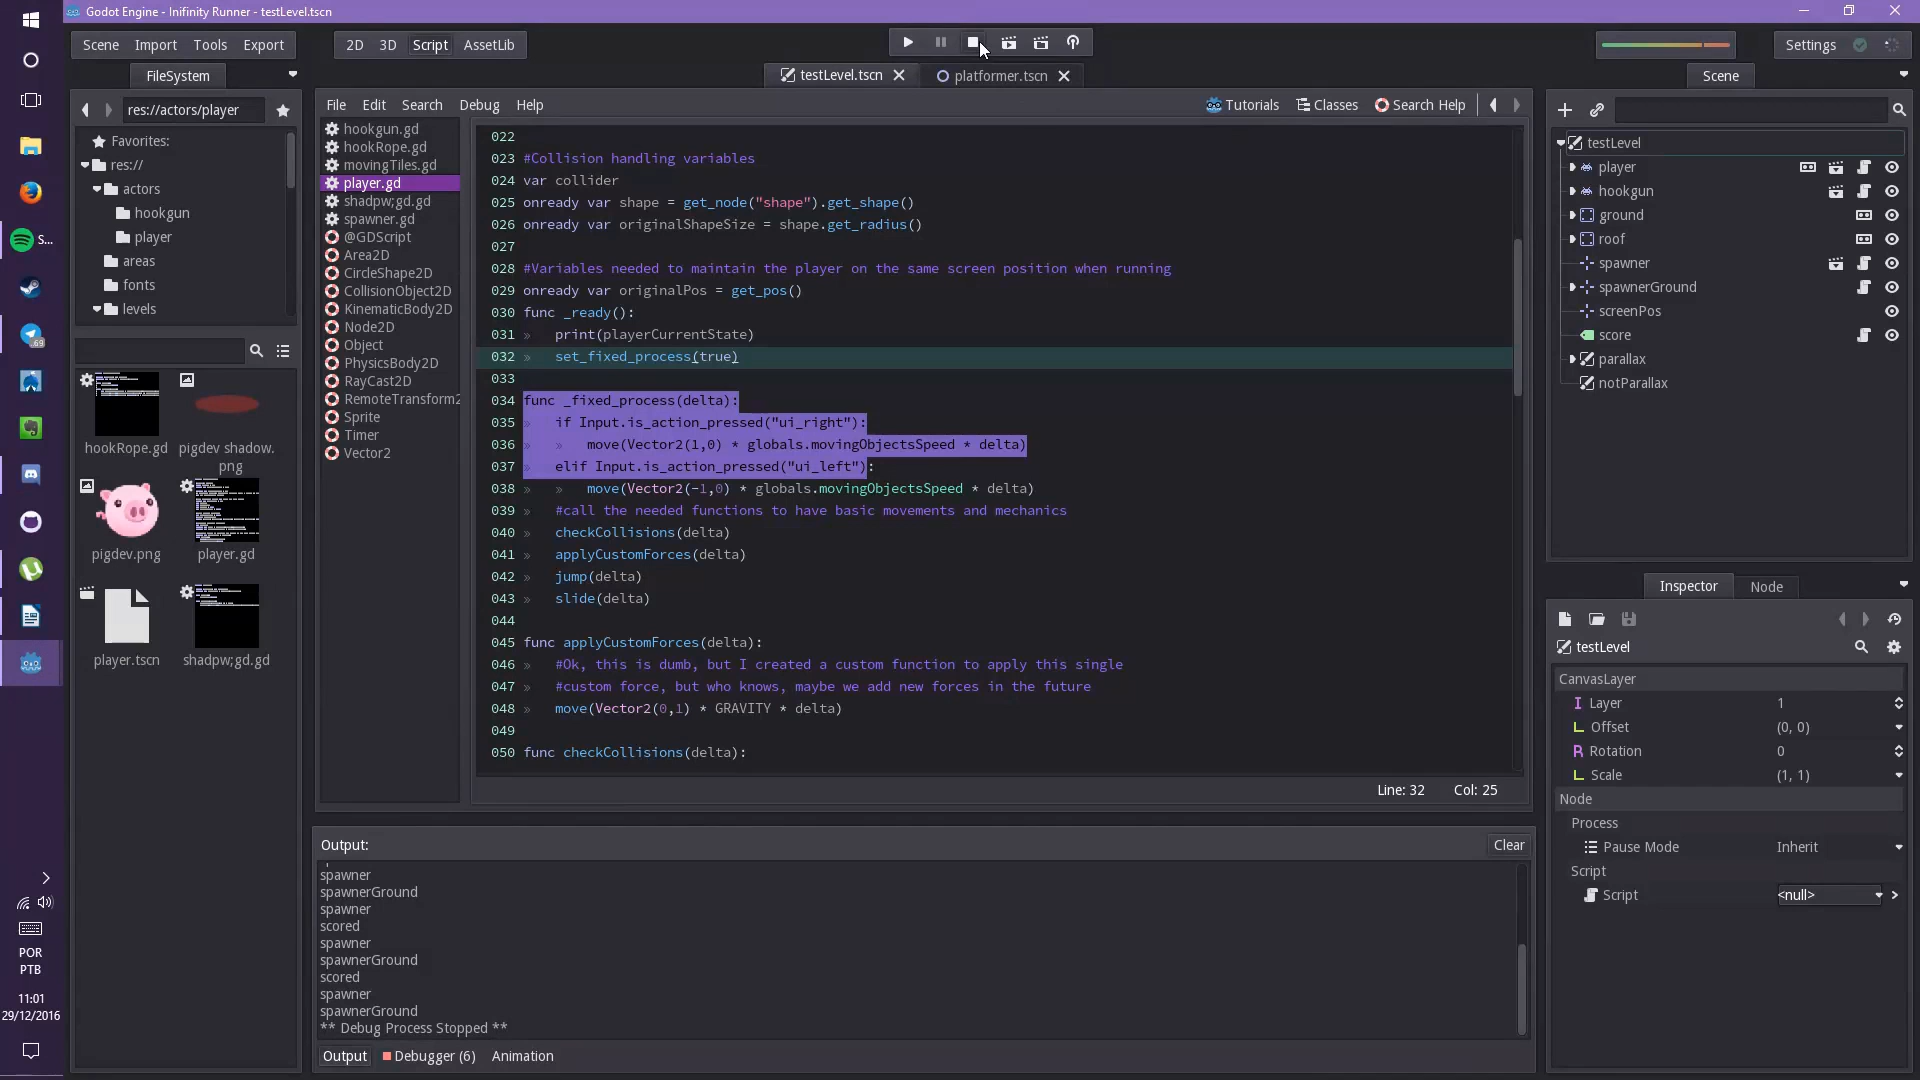 Godot Engine - Infinity Runner - testLevel.tscn
Scene Import Tools Export
2D 3D Script AssetLib
Settings
FileSystem
testLevel.tscn
platformer.tscn
Scene
res://actors/player
File Edit Search Debug Help
Tutorials Classes Search Help
Favorites:
res://
actors
hookgun
player
areas
fonts
levels
hookRope.gd
pigdev shadow.
png
pigdev.png
player.gd
player.tscn
shadpw;gd.gd
hookgun.gd
hookRope.gd
movingTiles.gd
player.gd
shadpw;gd.gd
spawner.gd
@GDScript
Area2D
CircleShape2D
CollisionObject2D
KinematicBody2D
Node2D
Object
PhysicsBody2D
RayCast2D
RemoteTransform2
Sprite
Timer
Vector2
022
023 #Collision handling variables
024 var collider
025 onready var shape = get_node("shape").get_shape()
026 onready var originalShapeSize = shape.get_radius()
027
028 #Variables needed to maintain the player on the same screen position when running
029 onready var originalPos = get_pos()
030 func _ready():
031 » print(playerCurrentState)
032 » set_fixed_process(true)
033
034 func _fixed_process(delta):
035 » if Input.is_action_pressed("ui_right"):
036 » » move(Vector2(1,0) * globals.movingObjectsSpeed * delta)
037 » elif Input.is_action_pressed("ui_left"):
038 » » move(Vector2(-1,0) * globals.movingObjectsSpeed * delta)
039 » #call the needed functions to have basic movements and mechanics
040 » checkCollisions(delta)
041 » applyCustomForces(delta)
042 » jump(delta)
043 » slide(delta)
044
045 func applyCustomForces(delta):
046 » #Ok, this is dumb, but I created a custom function to apply this single
047 » #custom force, but who knows, maybe we add new forces in the future
048 » move(Vector2(0,1) * GRAVITY * delta)
049
050 func checkCollisions(delta):
Line: 32 Col: 25
Output:
Clear
spawner
spawnerGround
spawner
scored
spawner
spawnerGround
scored
spawner
spawnerGround
** Debug Process Stopped **
Output Debugger (6) Animation
testLevel
player
hookgun
ground
roof
spawner
spawnerGround
screenPos
score
parallax
notParallax
Inspector Node
testLevel
CanvasLayer
Layer 1
Offset (0, 0)
Rotation 0
Scale (1, 1)
Node
Process
Pause Mode Inherit
Script
Script <null>
S...
69
POR
PTB
11:01
29/12/2016